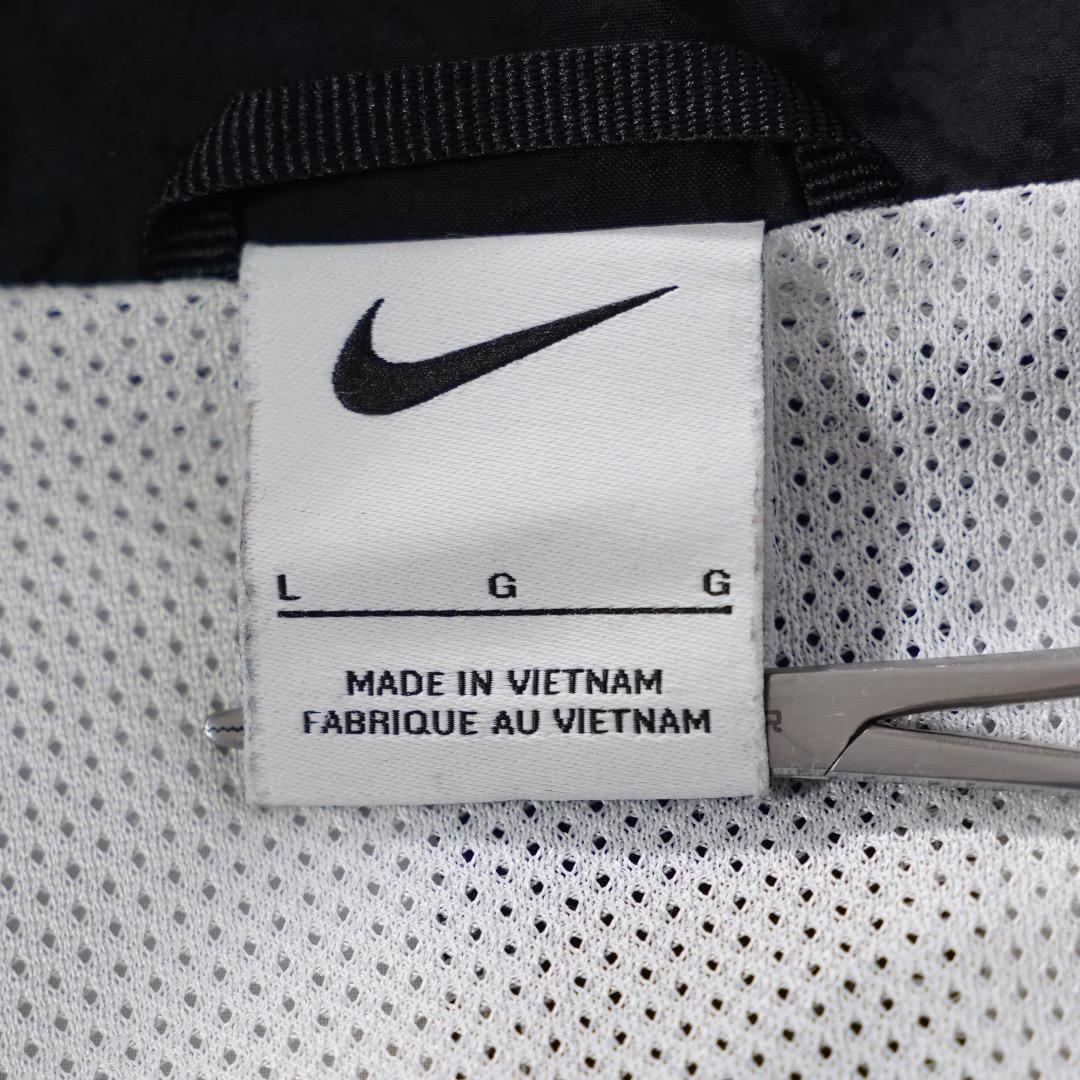 L G G
MADE IN VIETNAM
FABRIQUE AU VIETNAM
R